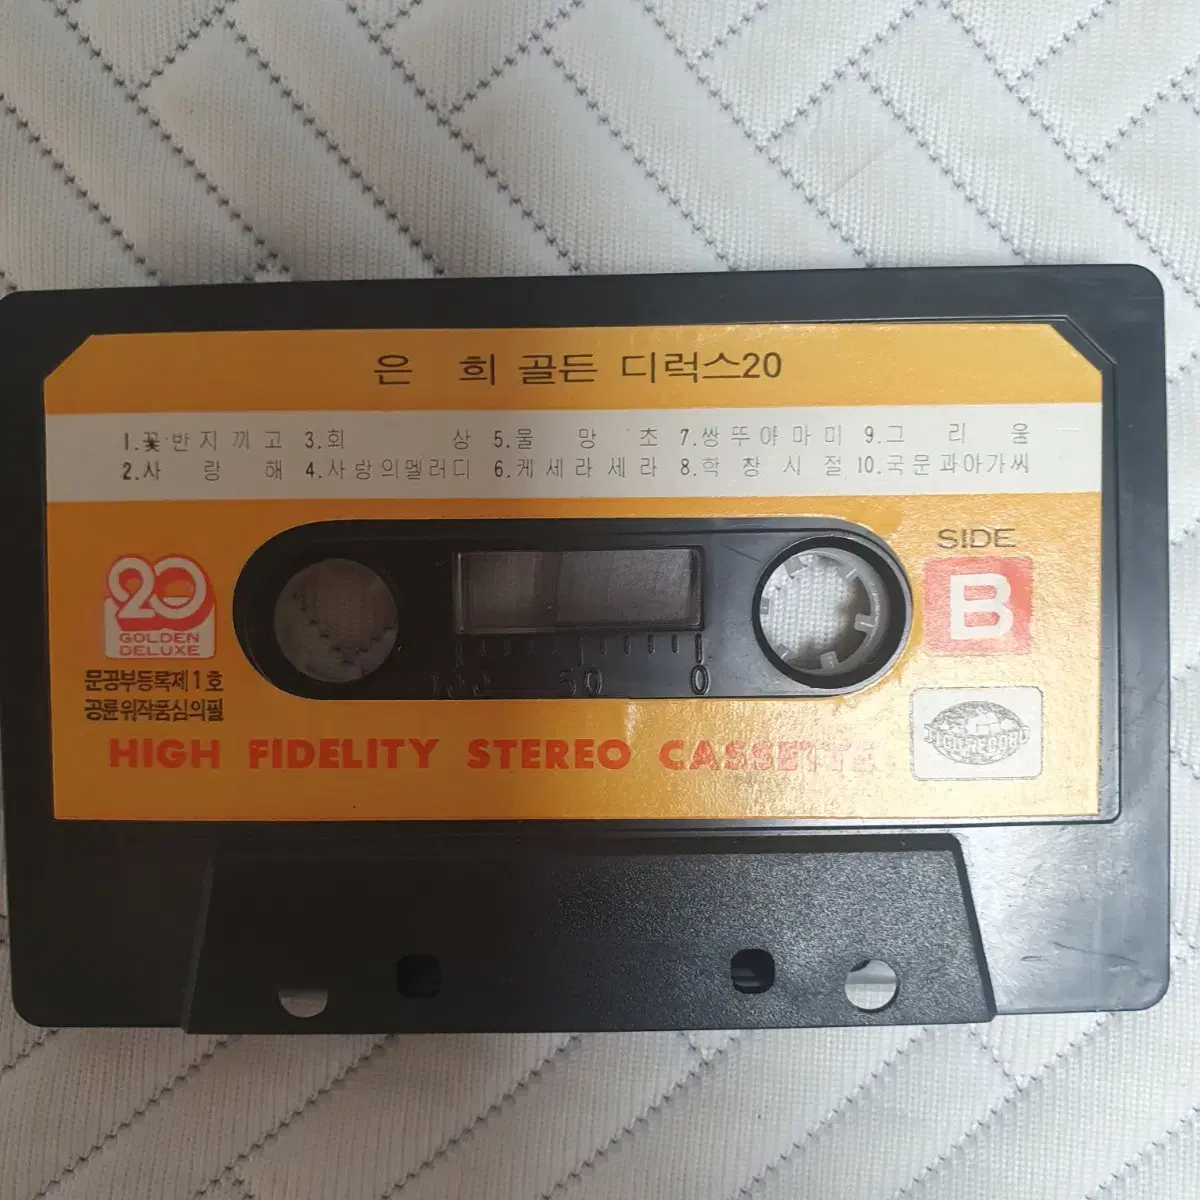 은 희 골든 디럭스20
1.꽃반지끼고 3.회 상 5.물 망 초 7.쌍뚜아마미 9.그 리 움
2.사 랑 해 4.사랑의멜러디 6.케세라세라 8.학창시절 10.국문과아가씨
SIDE
B
20
GOLDEN
DELUXE
문공부등록제1호
공륜위작품심의필
HIGH FIDELITY STEREO CASSETTE
JIGU RECORD
100 50 0